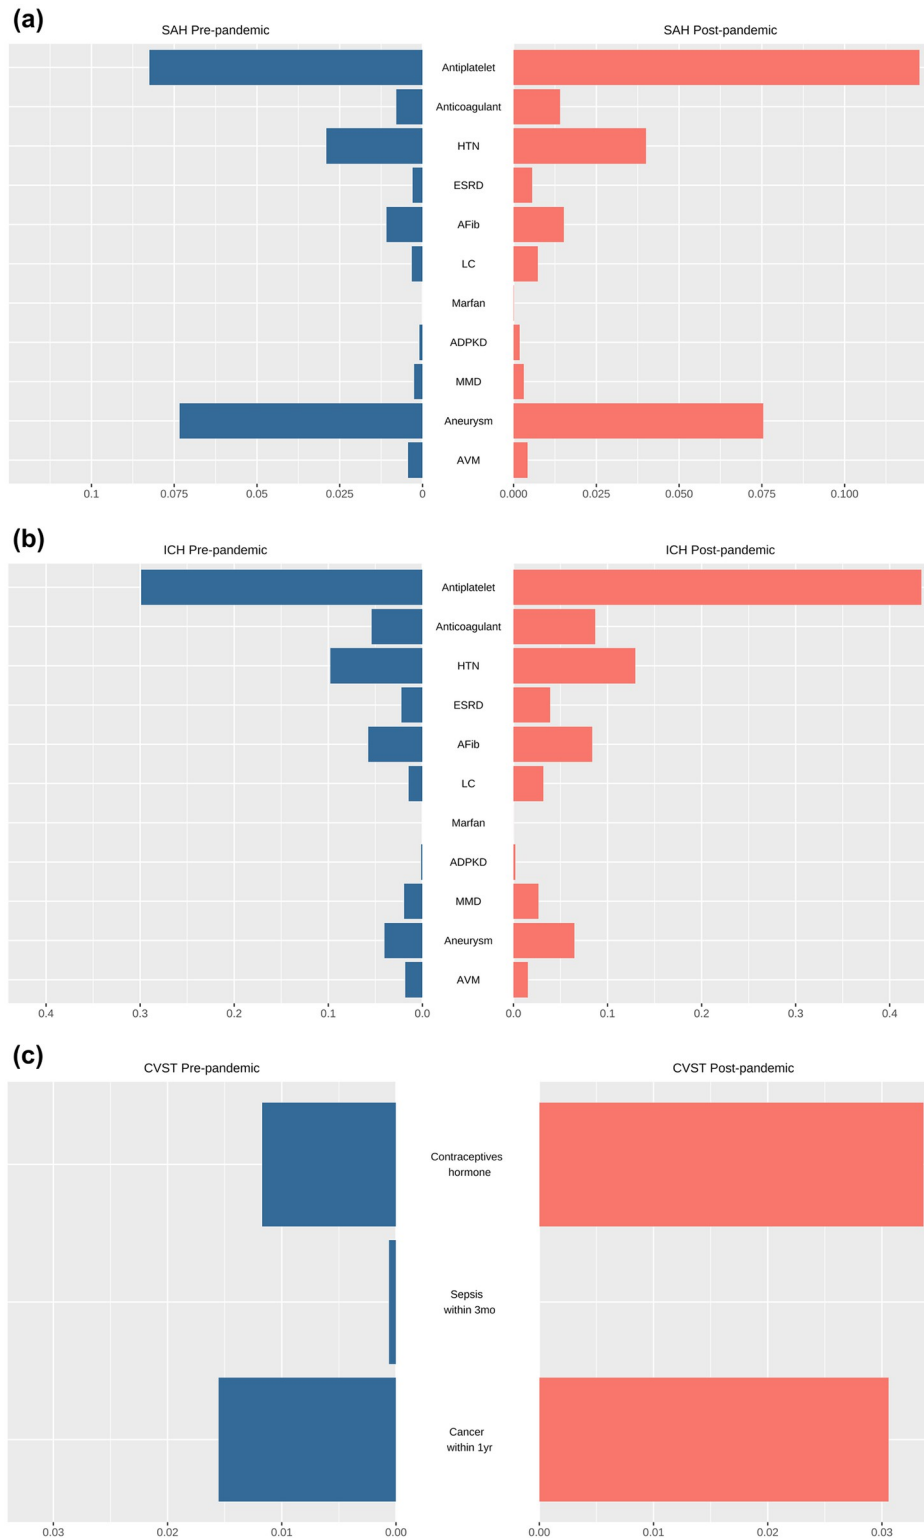 (a)
SAH Pre-pandemic
SAH Post-pandemic
Antiplatelet
Anticoagulant
HTN
ESRD
AFib
LC
Marfan
ADPKD
MMD
Aneurysm
AVM
0.1 0.075 0.05 0.025 0
0.000 0.025 0.050 0.075 0.100
(b)
ICH Pre-pandemic
ICH Post-pandemic
Antiplatelet
Anticoagulant
HTN
ESRD
AFib
LC
Marfan
ADPKD
MMD
Aneurysm
AVM
0.4 0.3 0.2 0.1 0.0
0.0 0.1 0.2 0.3 0.4
(c)
CVST Pre-pandemic
CVST Post-pandemic
Contraceptives
hormone
Sepsis
within 3mo
Cancer
within 1yr
0.03 0.02 0.01 0.00
0.00 0.01 0.02 0.03